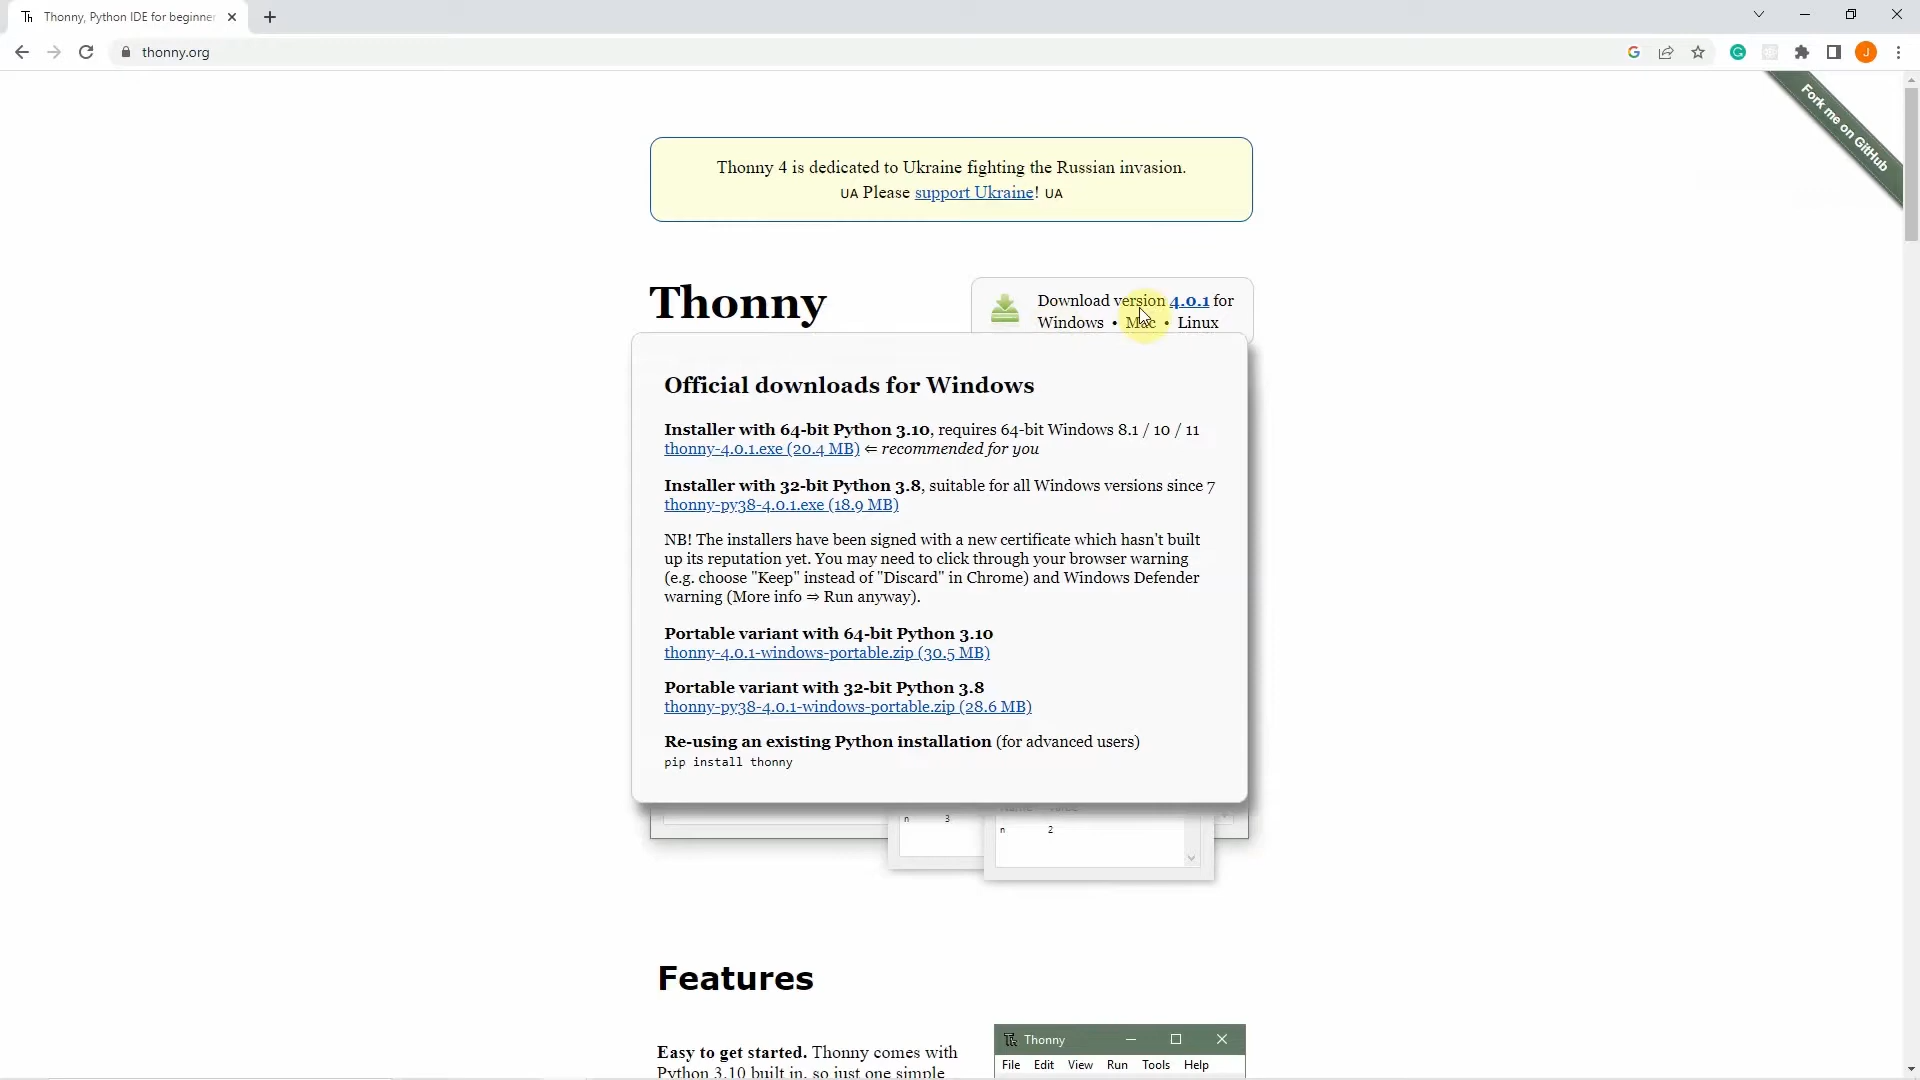 Thonny, Python IDE for beginner
thonny.org
J
Fork me on GitHub
Thonny 4 is dedicated to Ukraine fighting the Russian invasion.
UA Please support Ukraine! UA
Thonny
Download version 4.0.1 for
Windows • Mac • Linux
Official downloads for Windows
Installer with 64-bit Python 3.10, requires 64-bit Windows 8.1 / 10 / 11
thonny-4.0.1.exe (20.4 MB) ⇐ recommended for you
Installer with 32-bit Python 3.8, suitable for all Windows versions since 7
thonny-py38-4.0.1.exe (18.9 MB)
NB! The installers have been signed with a new certificate which hasn't built
up its reputation yet. You may need to click through your browser warning
(e.g. choose "Keep" instead of "Discard" in Chrome) and Windows Defender
warning (More info ⇒ Run anyway).
Portable variant with 64-bit Python 3.10
thonny-4.0.1-windows-portable.zip (30.5 MB)
Portable variant with 32-bit Python 3.8
thonny-py38-4.0.1-windows-portable.zip (28.6 MB)
Re-using an existing Python installation (for advanced users)
pip install thonny
n 3
n 2
Features
Easy to get started. Thonny comes with
Python 3.10 built in, so just one simple
Th Thonny
File Edit View Run Tools Help